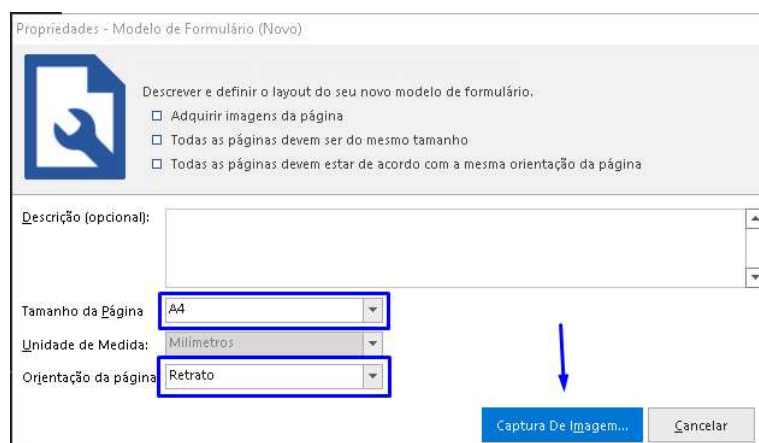 Propriedades - Modelo de Formulário (Novo)
Descrever e definir o layout do seu novo modelo de formulário.
Adquirir imagens da página
Todas as páginas devem ser do mesmo tamanho
Todas as páginas devem estar de acordo com a mesma orientação da página
Descrição (opcional):
Tamanho da Página A4
Unidade de Medida: Milímetros
Orientação da página Retrato
Captura De Imagem... Cancelar